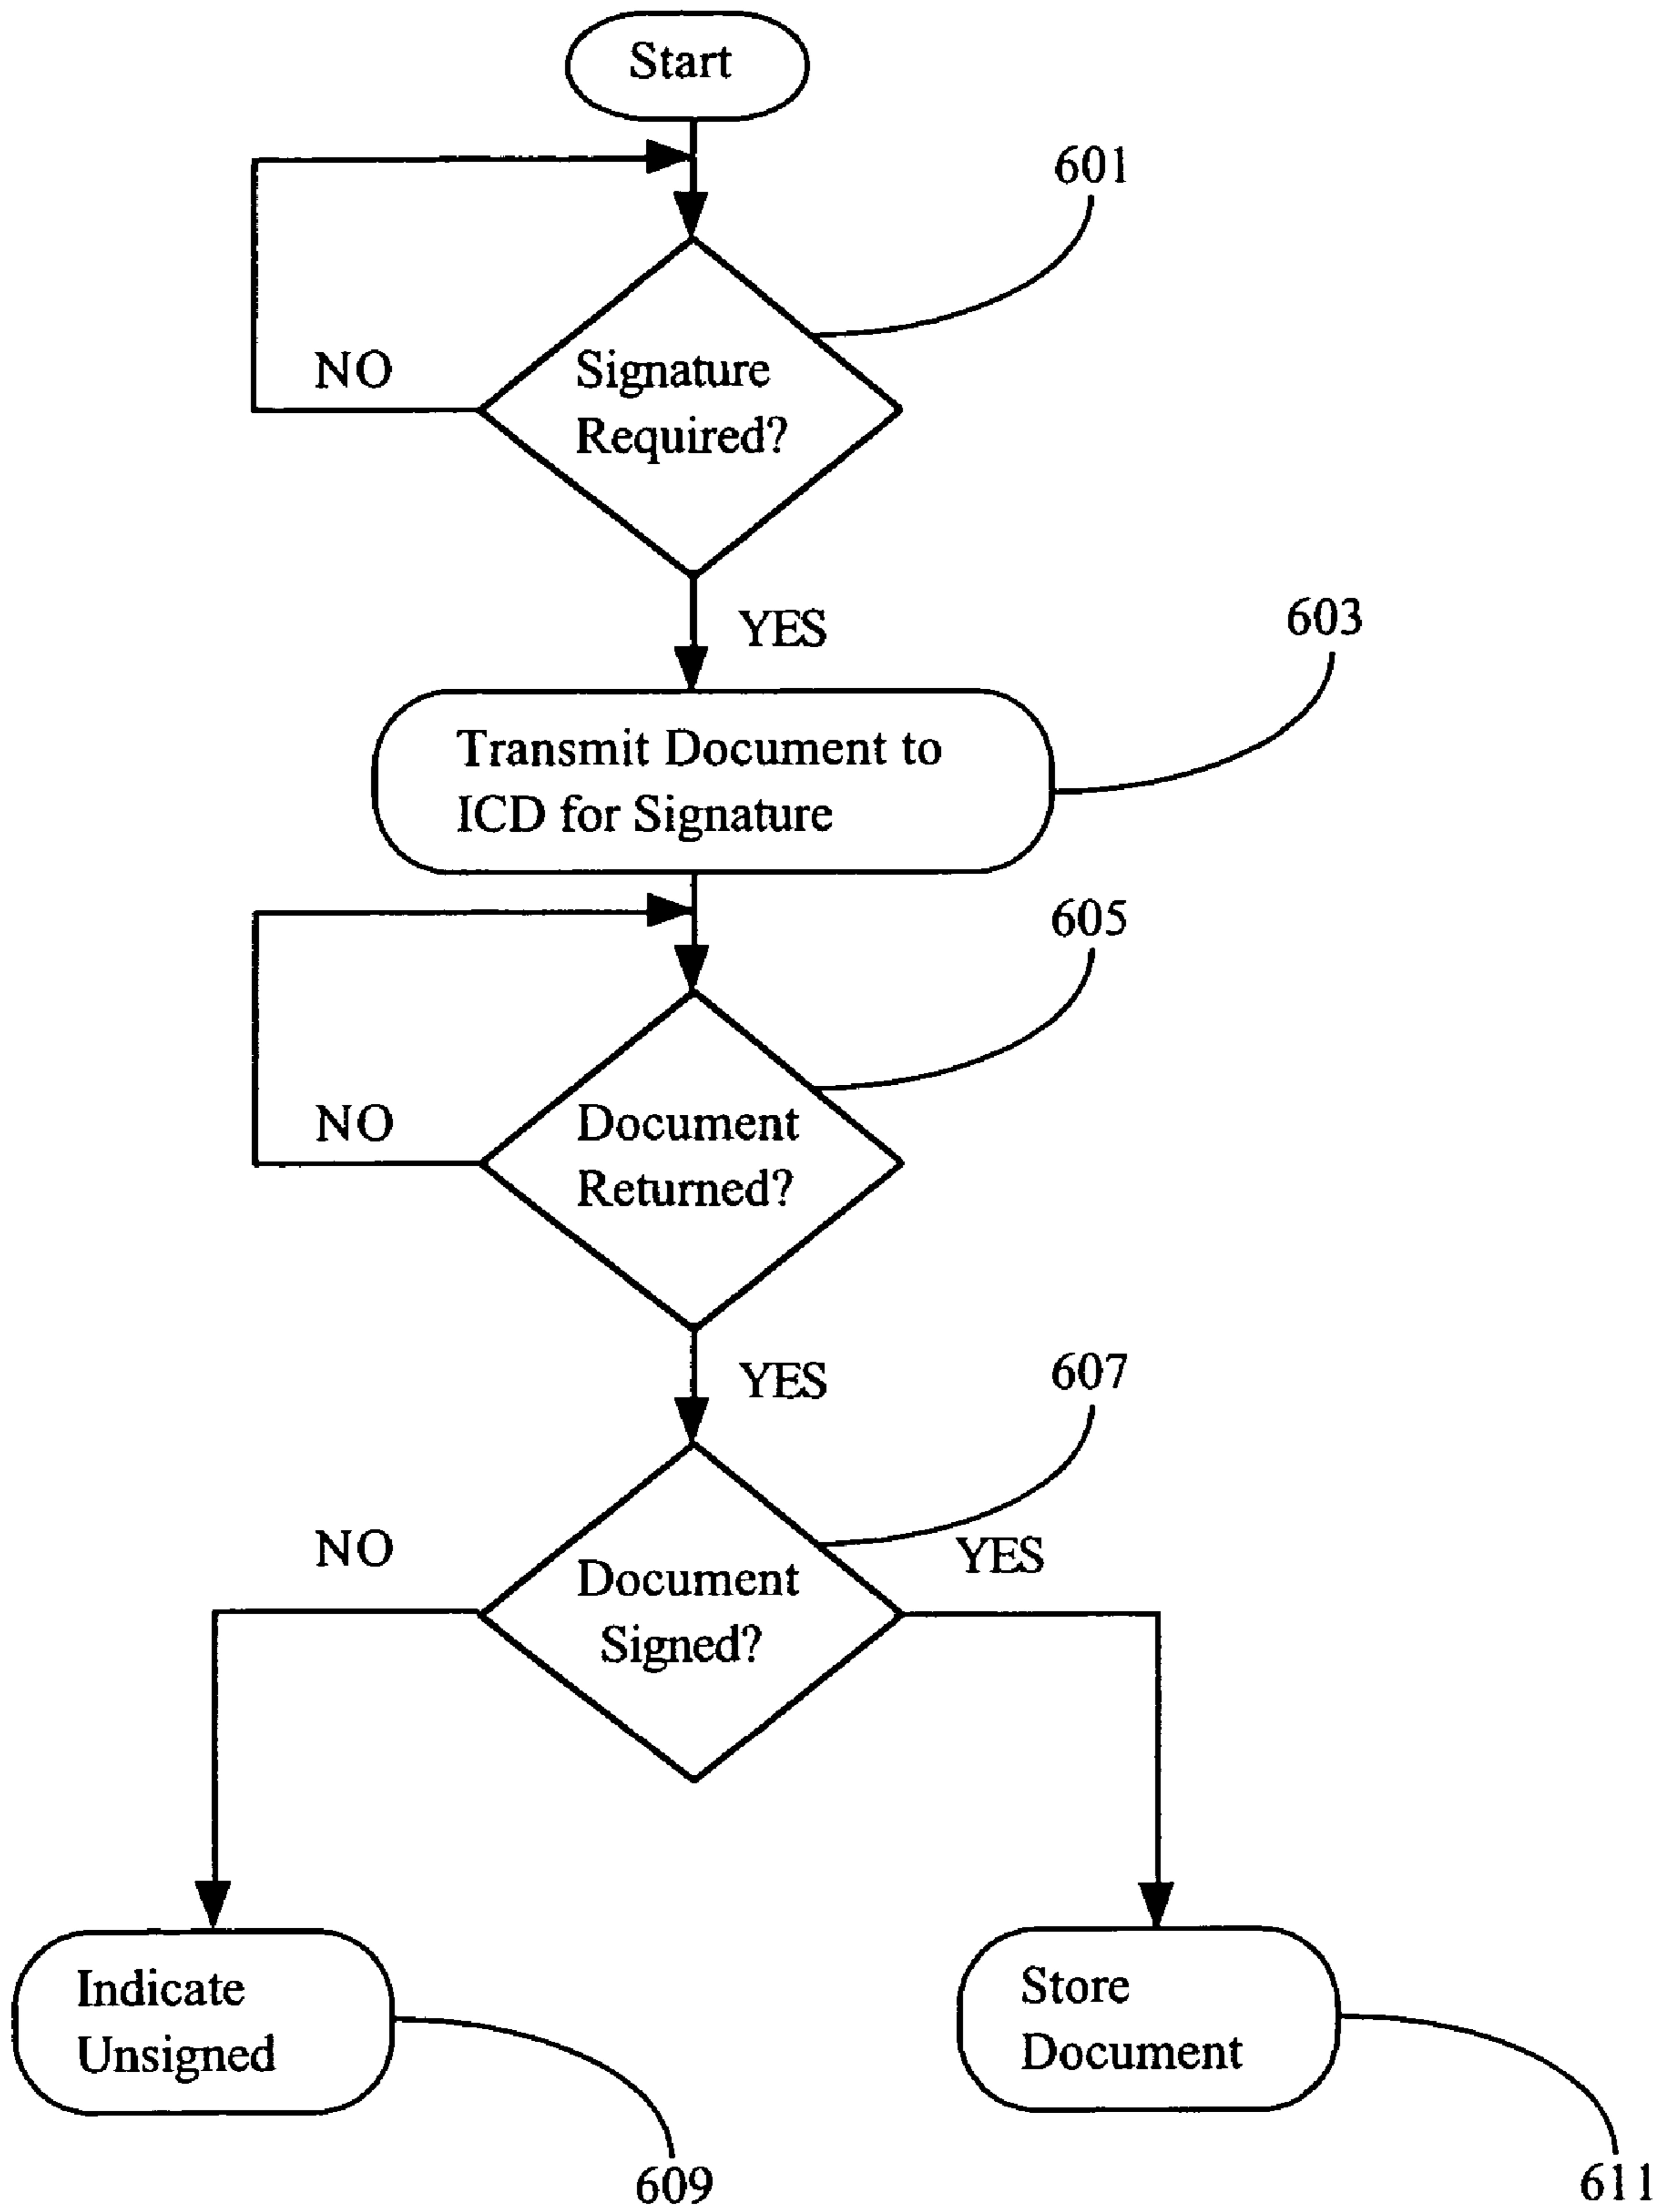 Start
601
NO
Signature
Required?
YES
603
Transmit Document to
ICD for Signature
605
NO
Document
Returned?
YES
607
NO
YES
Document
Signed?
Indicate
Unsigned
Store
Document
609
611